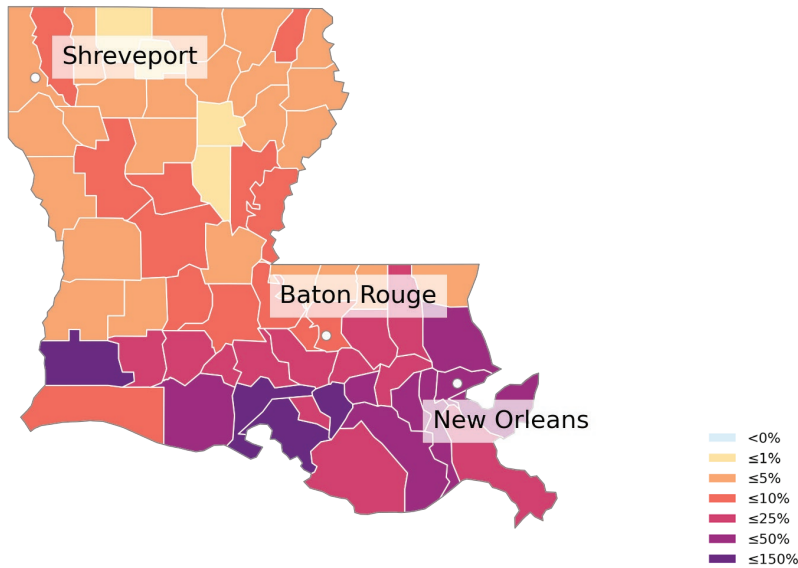 Shreveport
Baton Rouge
New Orleans
<0%
≤1%
≤5%
≤10%
≤25%
≤50%
≤150%